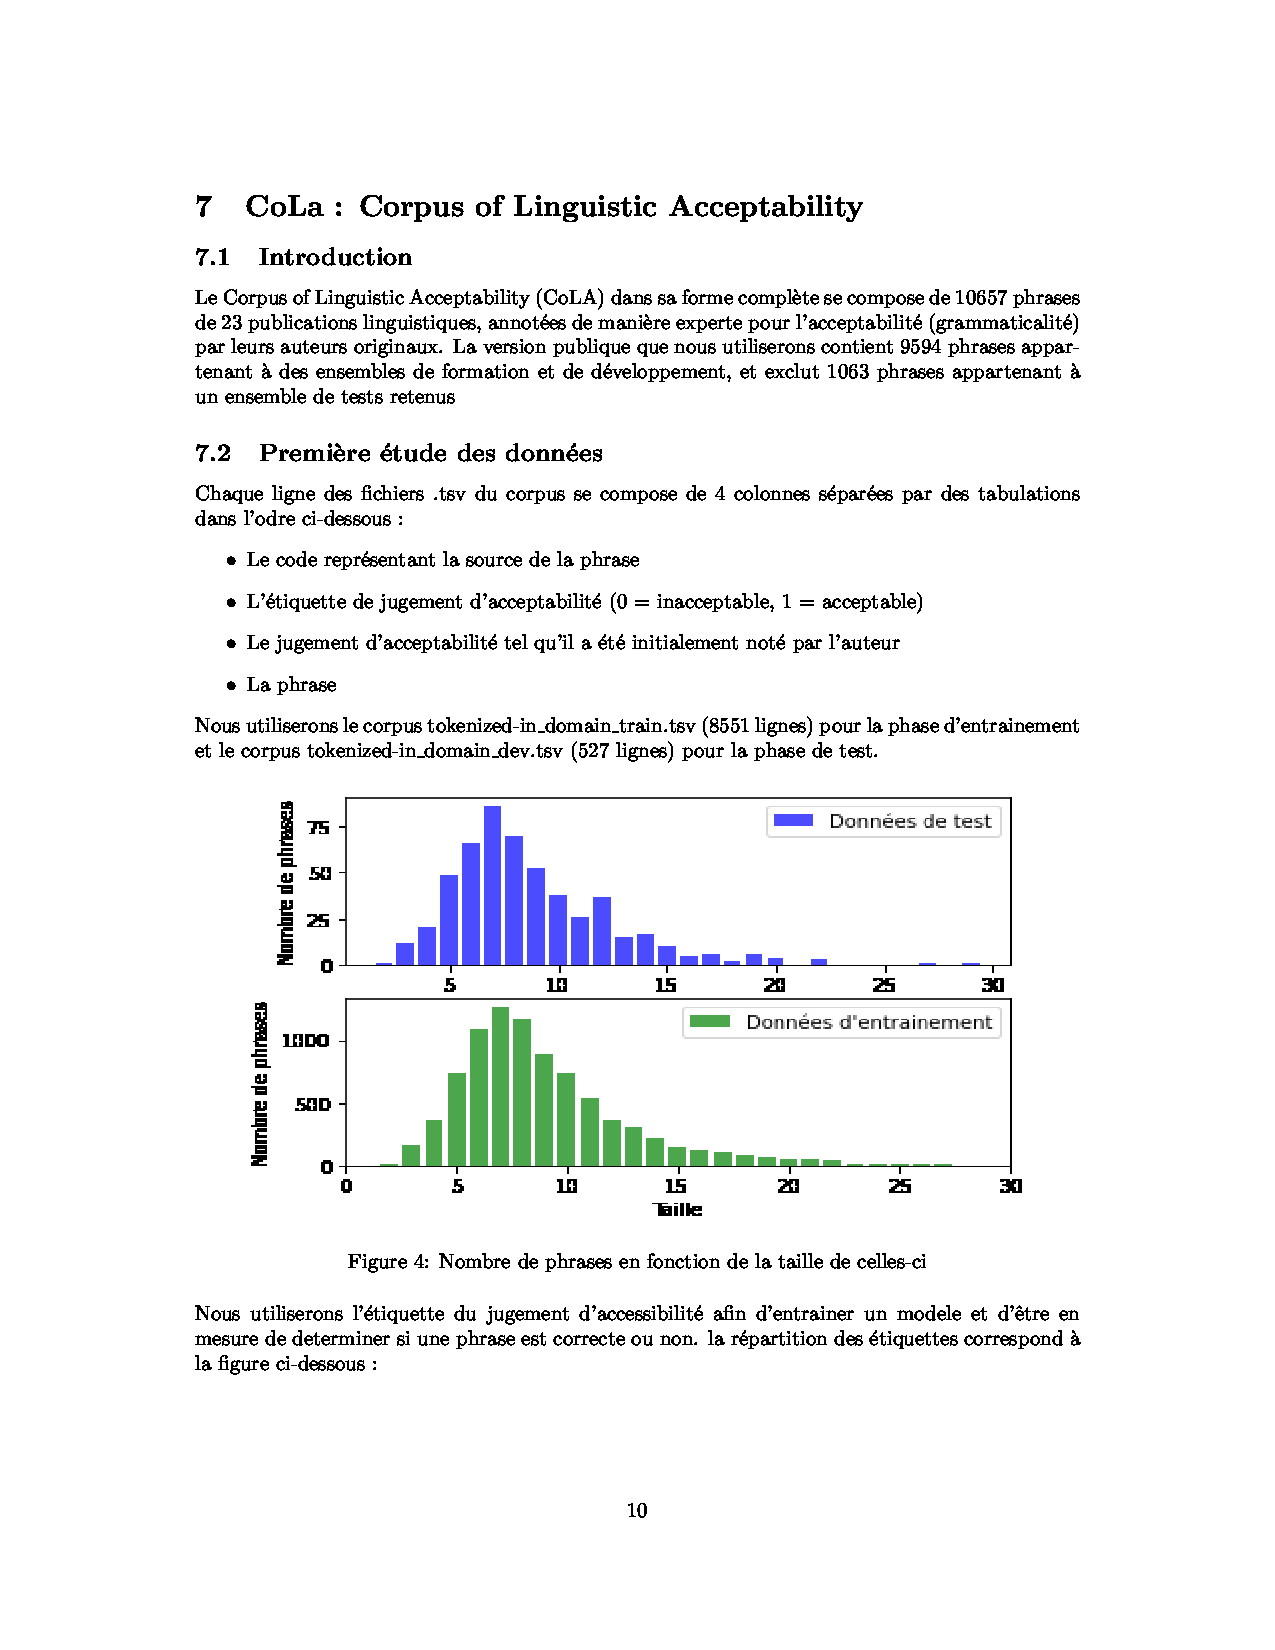 7 CoLa : Corpus of Linguistic Acceptability
7.1 Introduction
Le Corpus of Linguistic Acceptability (CoLA) dans sa forme complète se compose de 10657 phrases
de 23 publications linguistiques, annotées de manière experte pour l'acceptabilité (grammaticalité)
par leurs auteurs originaux. La version publique que nous utiliserons contient 9594 phrases appar-
tenant à des ensembles de formation et de développement, et exclut 1063 phrases appartenant à
un ensemble de tests retenus
7.2 Première étude des données
Chaque ligne des fichiers .tsv du corpus se compose de 4 colonnes séparées par des tabulations
dans l'odre ci-dessous :
• Le code représentant la source de la phrase
• L'étiquette de jugement d'acceptabilité (0 = inacceptable, 1 = acceptable)
• Le jugement d'acceptabilité tel qu'il a été initialement noté par l'auteur
• La phrase
Nous utiliserons le corpus tokenized-in_domain_train.tsv (8551 lignes) pour la phase d'entrainement
et le corpus tokenized-in_domain_dev.tsv (527 lignes) pour la phase de test.
Nombre de phrases
75
50
25
0
Données de test
5 10 15 20 25 30
Nombre de phrases
1000
500
0
Données d'entrainement
0 5 10 15 20 25 30
Taille
Figure 4: Nombre de phrases en fonction de la taille de celles-ci
Nous utiliserons l'étiquette du jugement d'accessibilité afin d'entrainer un modele et d'être en
mesure de determiner si une phrase est correcte ou non. la répartition des étiquettes correspond à
la figure ci-dessous :
10